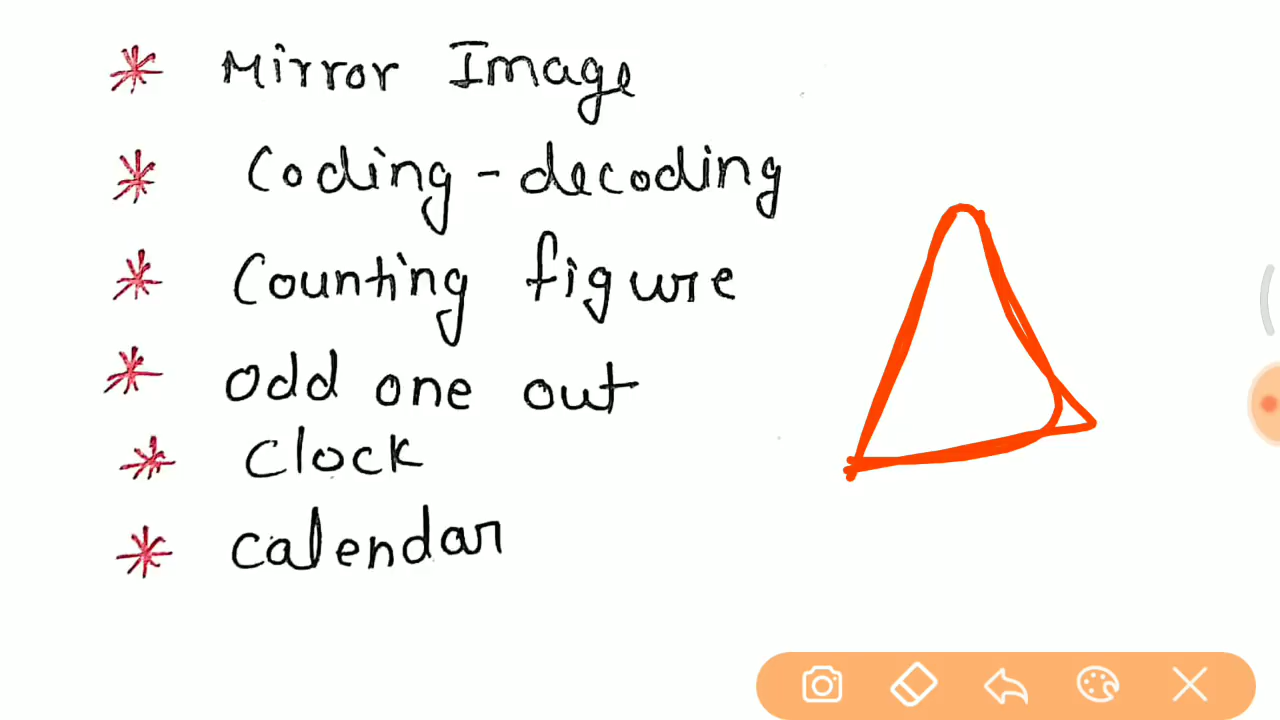 * Mirror Image
* Coding - decoding
* Counting figure
* Odd one out
* Clock
* Calendar